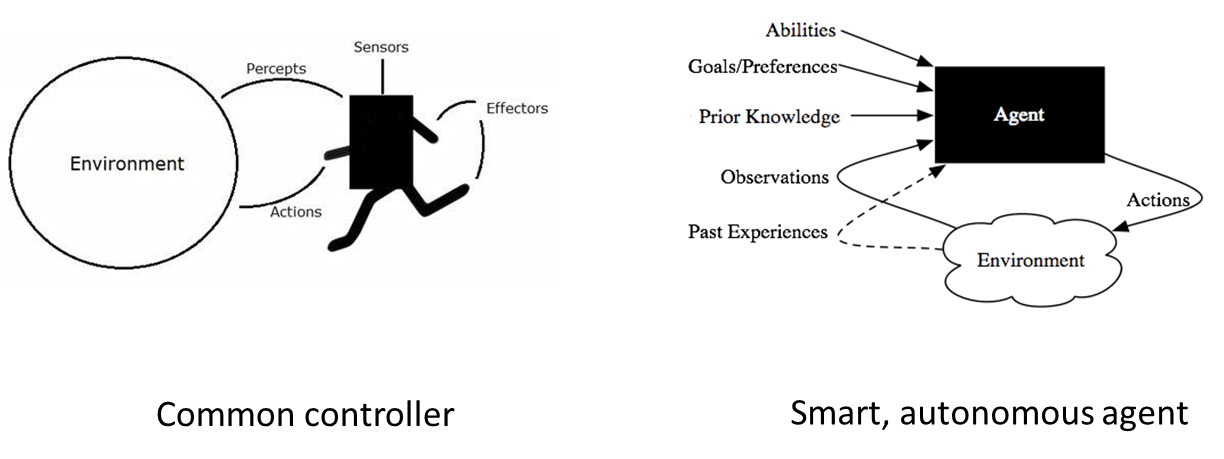 Sensors
Percepts
Effectors
Environment
Actions
Common controller
Abilities
Goals/Preferences
Prior Knowledge
Agent
Observations
Actions
Past Experiences
Environment
Smart, autonomous agent